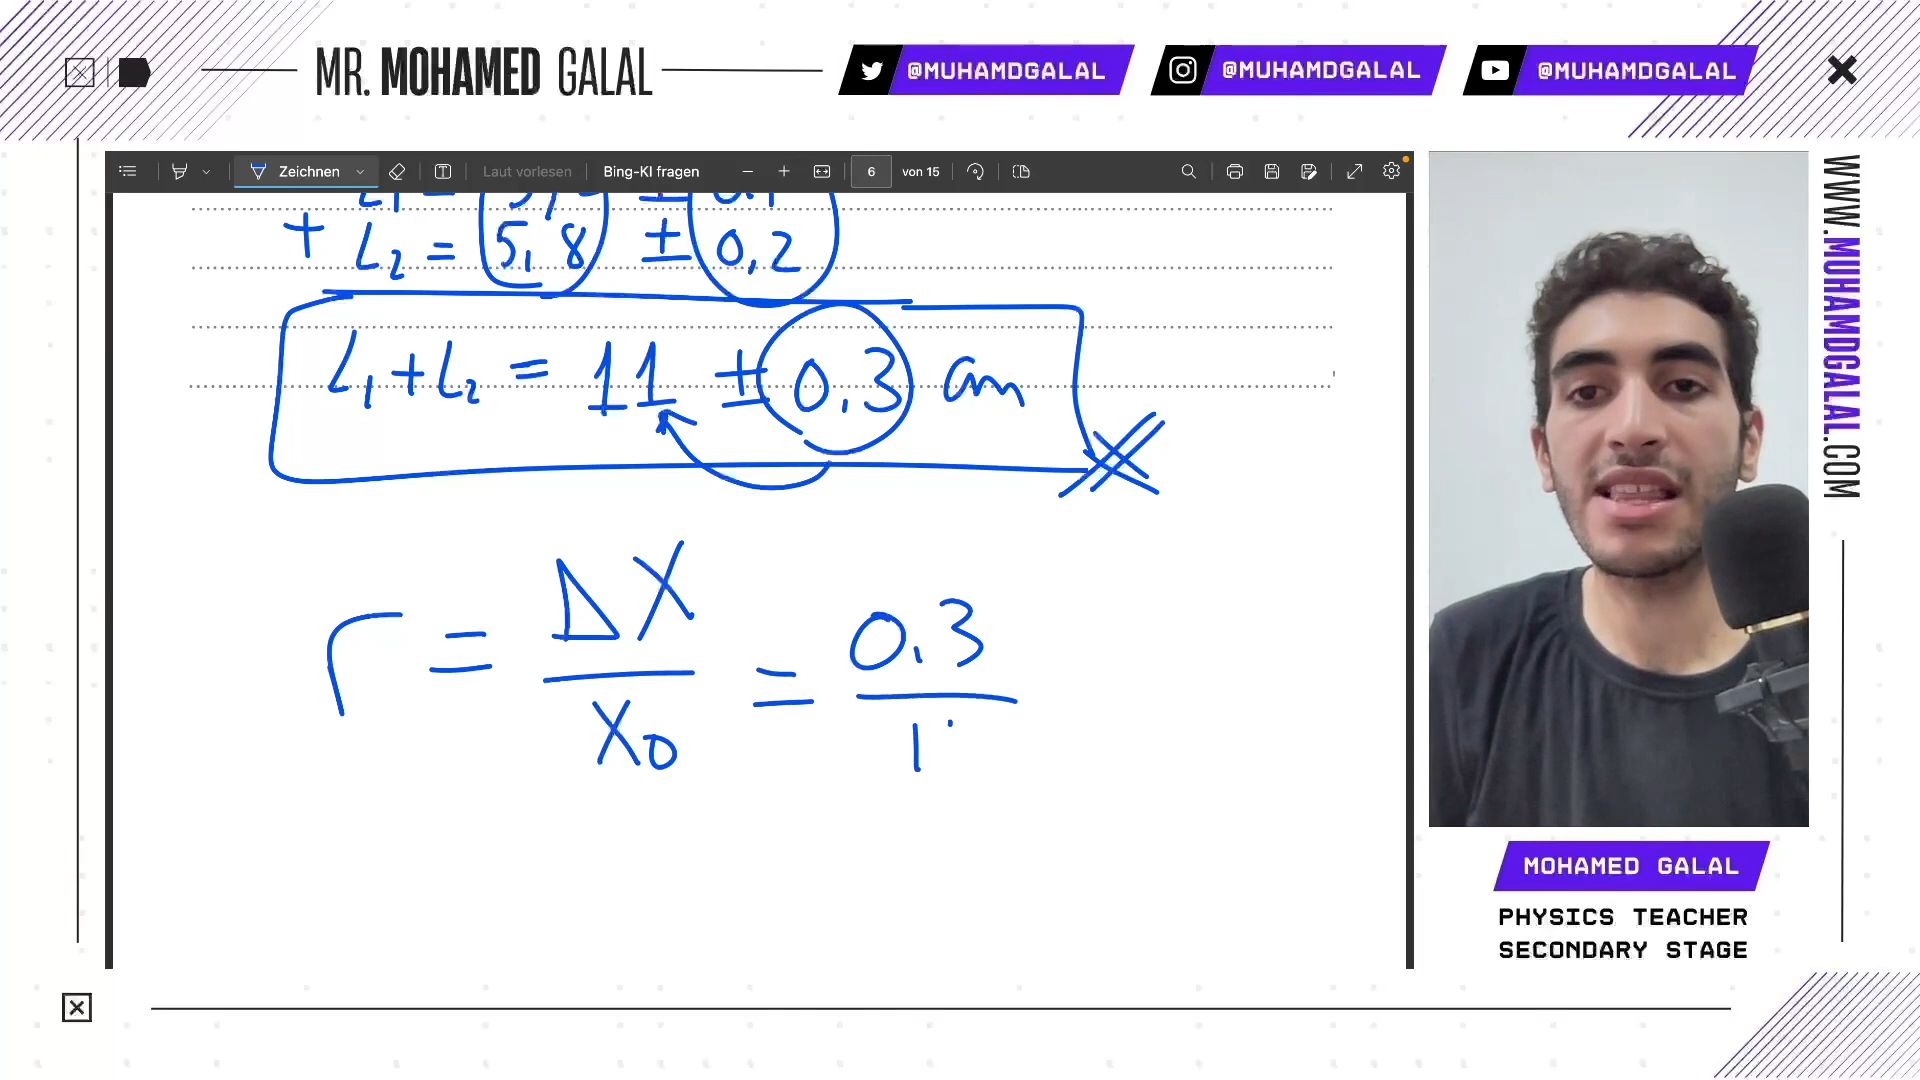 MR. MOHAMED GALAL
@MUHAMDGALAL
@MUHAMDGALAL
@MUHAMDGALAL
Zeichnen
Laut vorlesen
Bing-KI fragen
6
von 15
+ L₂ = 5,8 ± 0,2
L₁ + L₂ = 11 ± 0,3 cm
r = ΔX / X₀ = 0,3 / 1
WWW.MUHAMDGALAL.COM
MOHAMED GALAL
PHYSICS TEACHER
SECONDARY STAGE